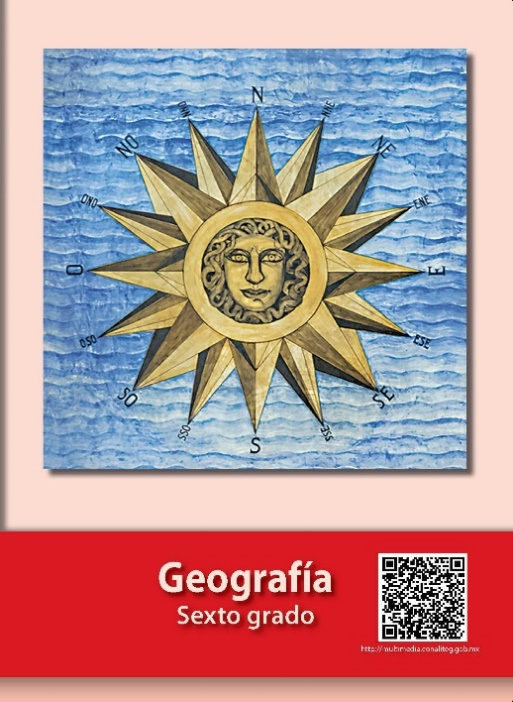 N
NNO
NNE
NO
NE
ONO
ENE
O
E
OSO
ESE
SO
SE
SSO
SSE
S
Geografía
Sexto grado
http://multimedia.conaliteg.gob.mx